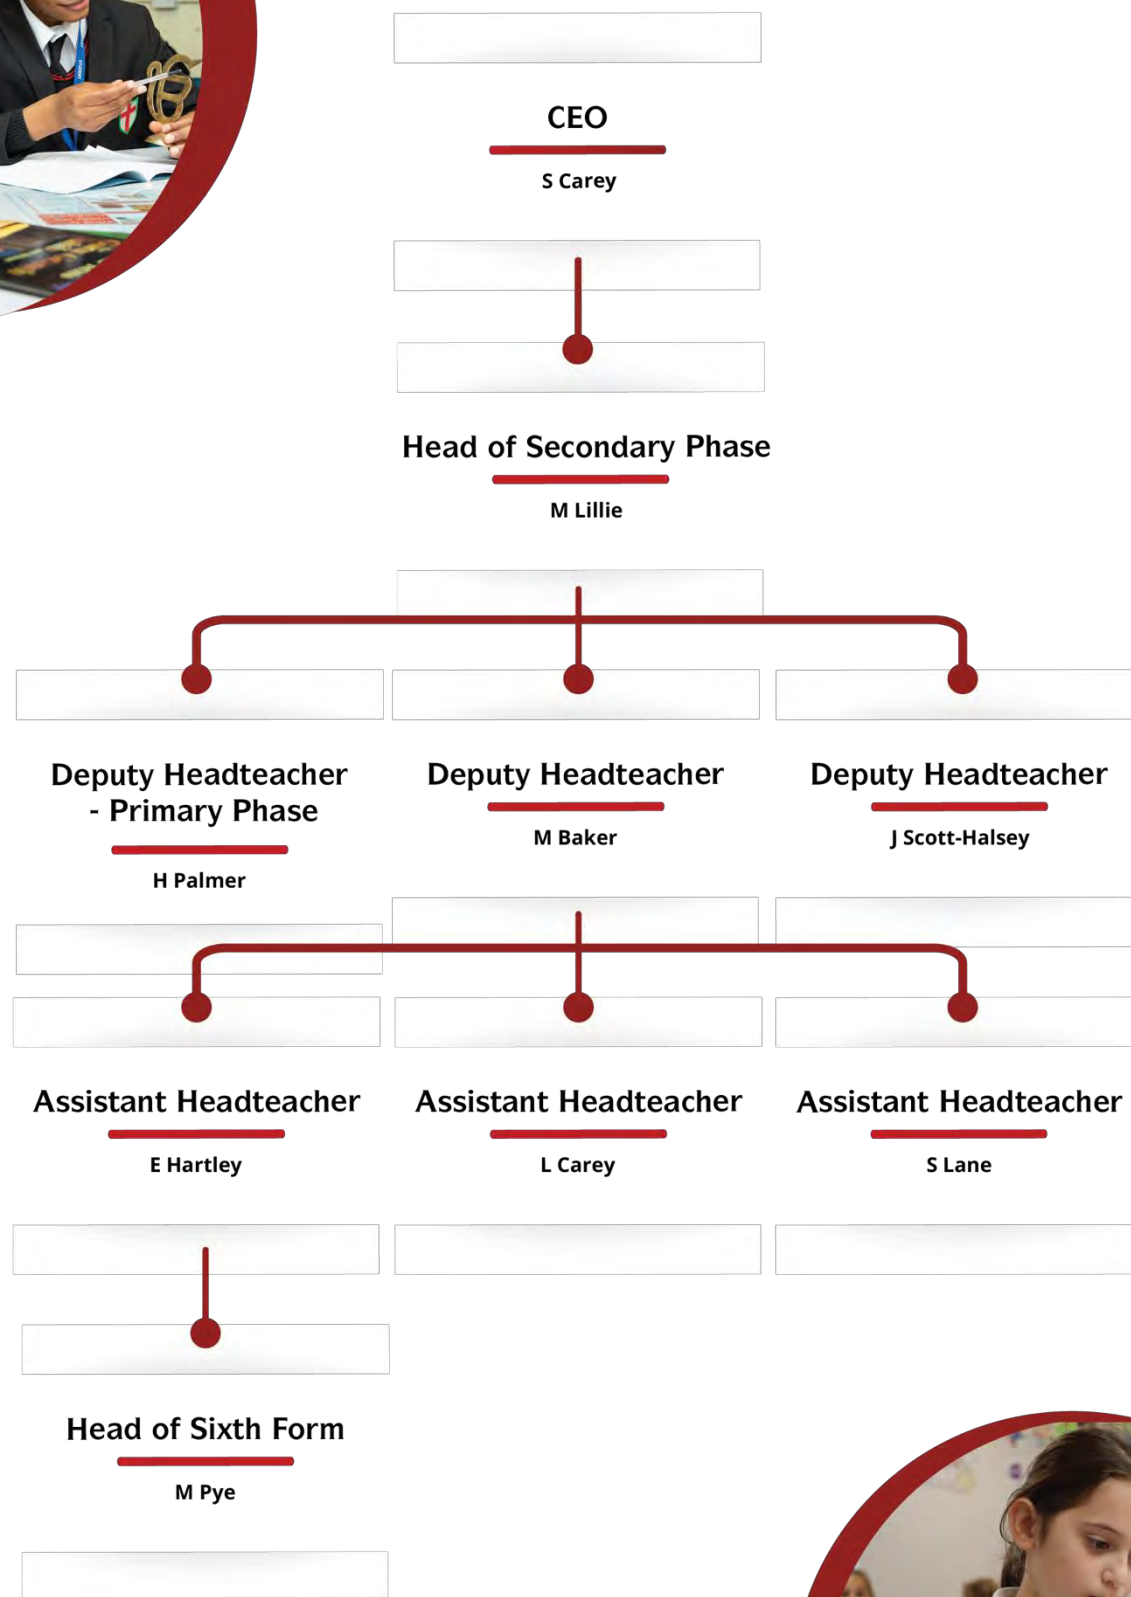 CEO
S Carey
Head of Secondary Phase
M Lillie
Deputy Headteacher
- Primary Phase
H Palmer
Deputy Headteacher
M Baker
Deputy Headteacher
J Scott-Halsey
Assistant Headteacher
E Hartley
Assistant Headteacher
L Carey
Assistant Headteacher
S Lane
Head of Sixth Form
M Pye